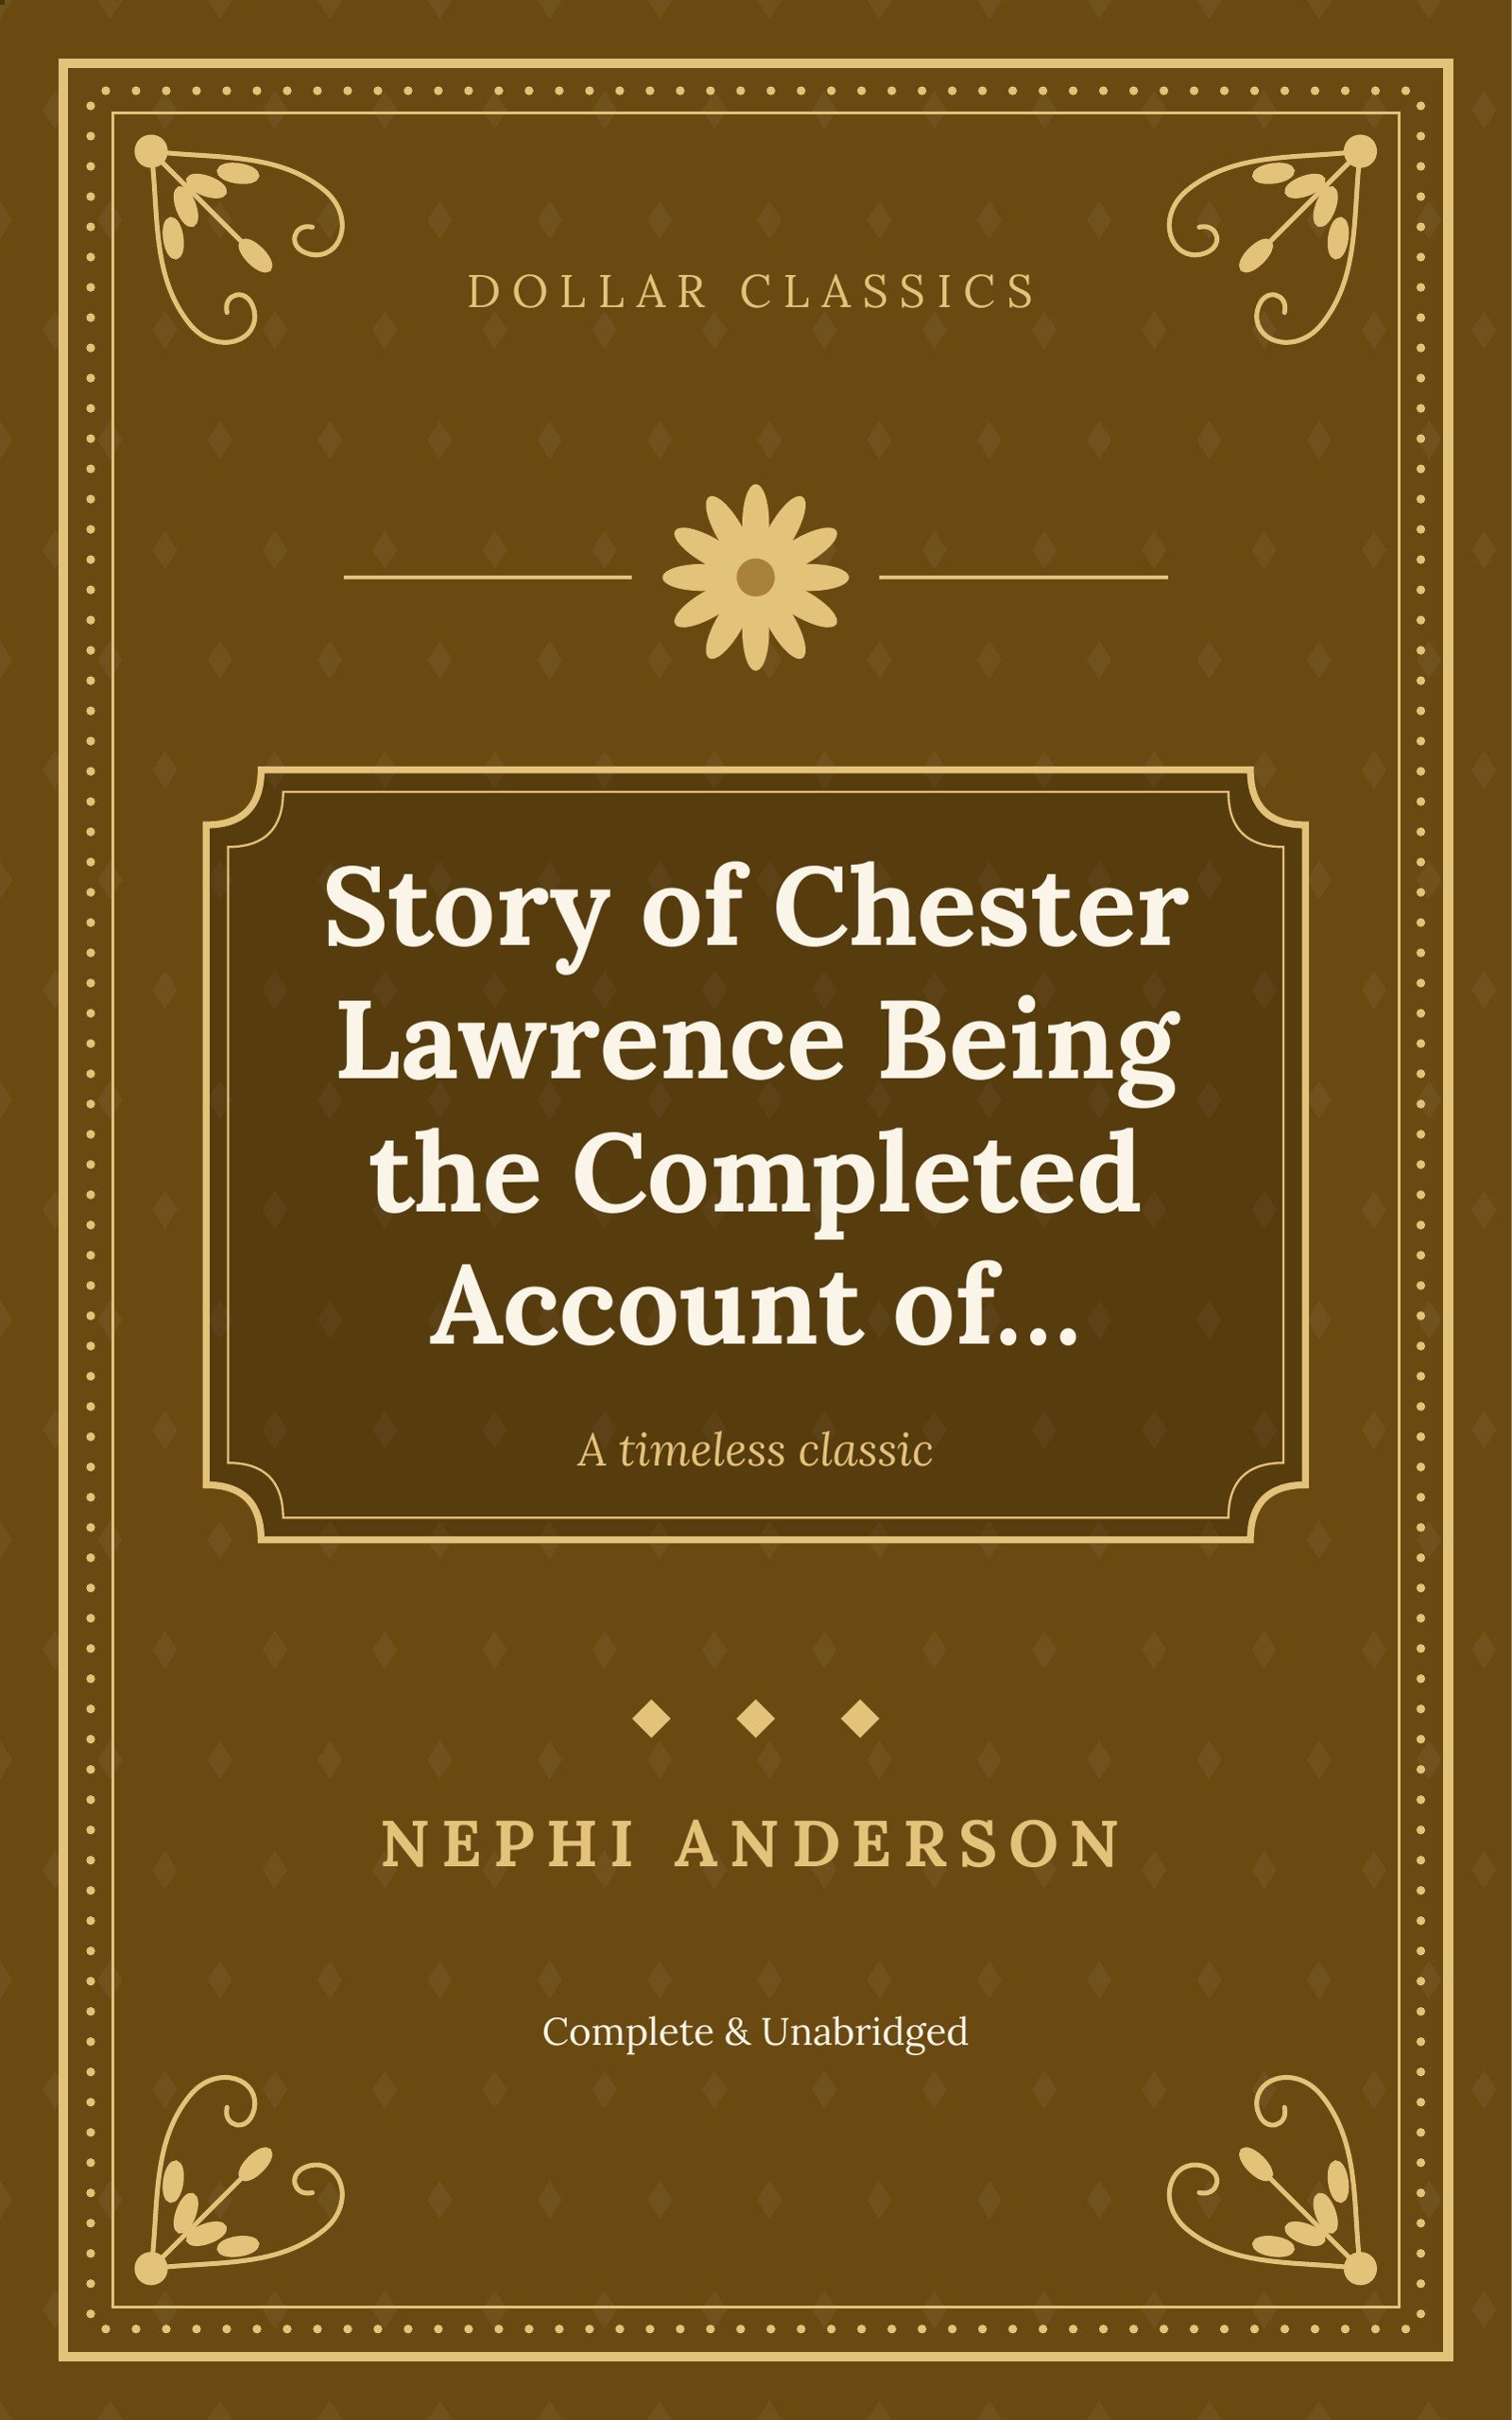 DOLLAR CLASSICS
Story of Chester
Lawrence Being
the Completed
Account of...
A timeless classic
NEPHI ANDERSON
Complete & Unabridged